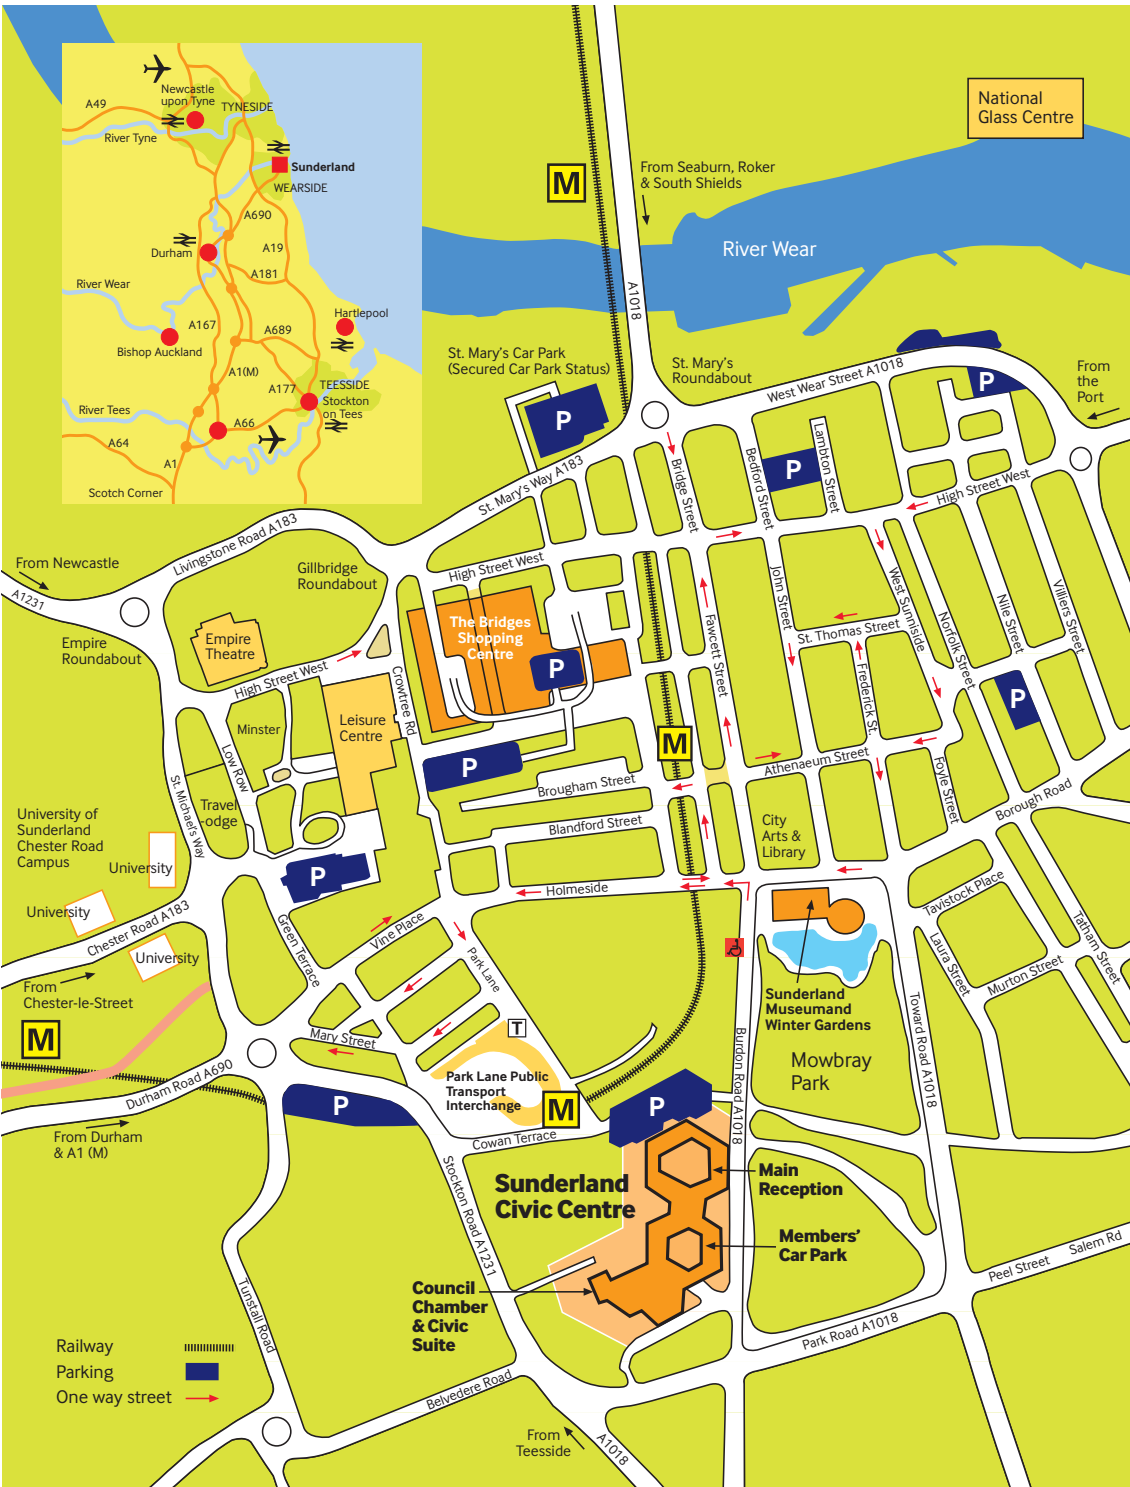 National
Glass Centre
A49
Newcastle
upon Tyne
TYNESIDE
River Tyne
Sunderland
WEARSIDE
A690
A19
Durham
A181
River Wear
A167
Hartlepool
A689
Bishop Auckland
A1(M)
A177
TEESSIDE
Stockton
on Tees
River Tees
A66
A64
A1
Scotch Corner
M
From Seaburn, Roker
& South Shields
River Wear
A1018
St. Mary's Car Park
(Secured Car Park Status)
St. Mary's
Roundabout
West Wear Street A1018
P
From
the
Port
P
St. Mary's Way A183
Bridge Street
Bedford Street
P
Lambton Street
High Street West
Livingstone Road A183
From Newcastle
A1231
Gillbridge
Roundabout
High Street West
Empire
Roundabout
Empire
Theatre
High Street West
The Bridges
Shopping
Centre
P
Crowtree Rd
Fawcett Street
John Street
St. Thomas Street
West Sunniside
Frederick St.
Norfolk Street
Nile Street
Villiers Street
P
Minster
Leisure
Centre
Low Row
Travel
-odge
St. Michael's Way
P
M
Brougham Street
Blandford Street
Athenaeum Street
Foyle Street
Borough Road
City
Arts &
Library
University of
Sunderland
Chester Road
Campus
University
University
University
Chester Road A183
From
Chester-le-Street
P
Holmeside
Green Terrace
Vine Place
Park Lane
Tavistock Place
Laura Street
Murton Street
Tatham Street
Sunderland
Museumand
Winter Gardens
Mowbray
Park
Toward Road A1018
Burdon Road A1018
M
Mary Street
T
Park Lane Public
Transport
Interchange
M
Durham Road A690
From Durham
& A1 (M)
P
P
Cowan Terrace
Stockton Road A1231
Sunderland
Civic Centre
Main
Reception
Members'
Car Park
Council
Chamber
& Civic
Suite
Peel Street
Salem Rd
Park Road A1018
Tunstall Road
Belvedere Road
From
Teesside
A1018
Railway
Parking
One way street